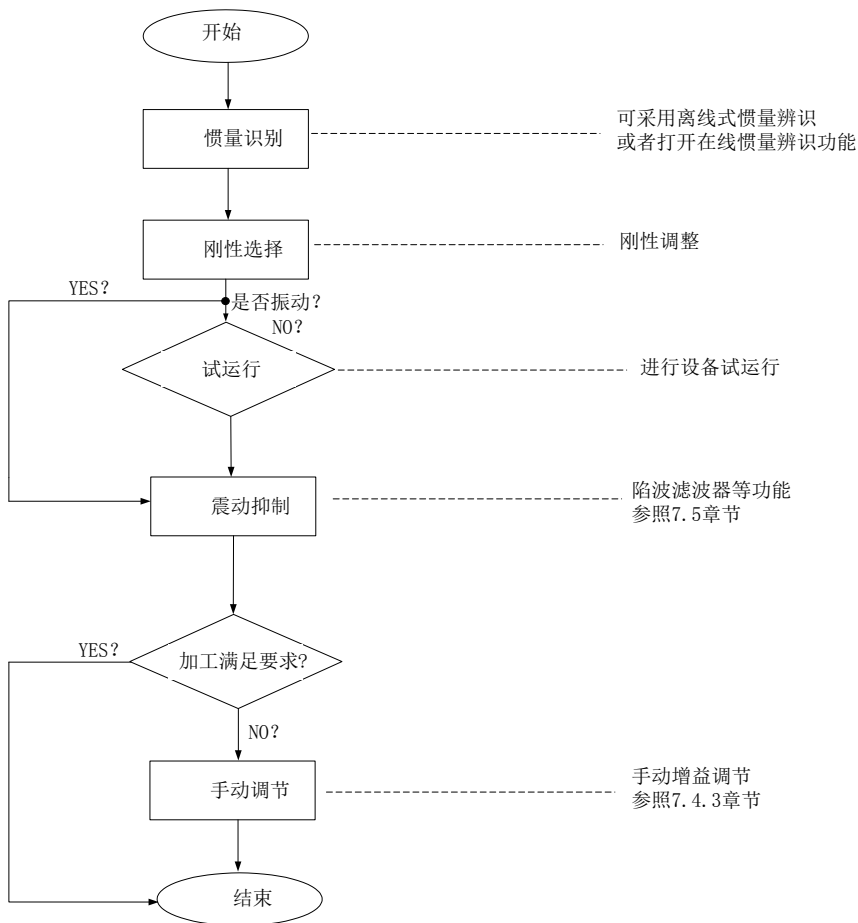 开始
惯量识别
可采用离线式惯量辨识
或者打开在线惯量辨识功能
刚性选择
刚性调整
YES?
是否振动?
NO?
试运行
进行设备试运行
震动抑制
陷波滤波器等功能
参照7.5章节
YES?
加工满足要求?
NO?
手动调节
手动增益调节
参照7.4.3章节
结束